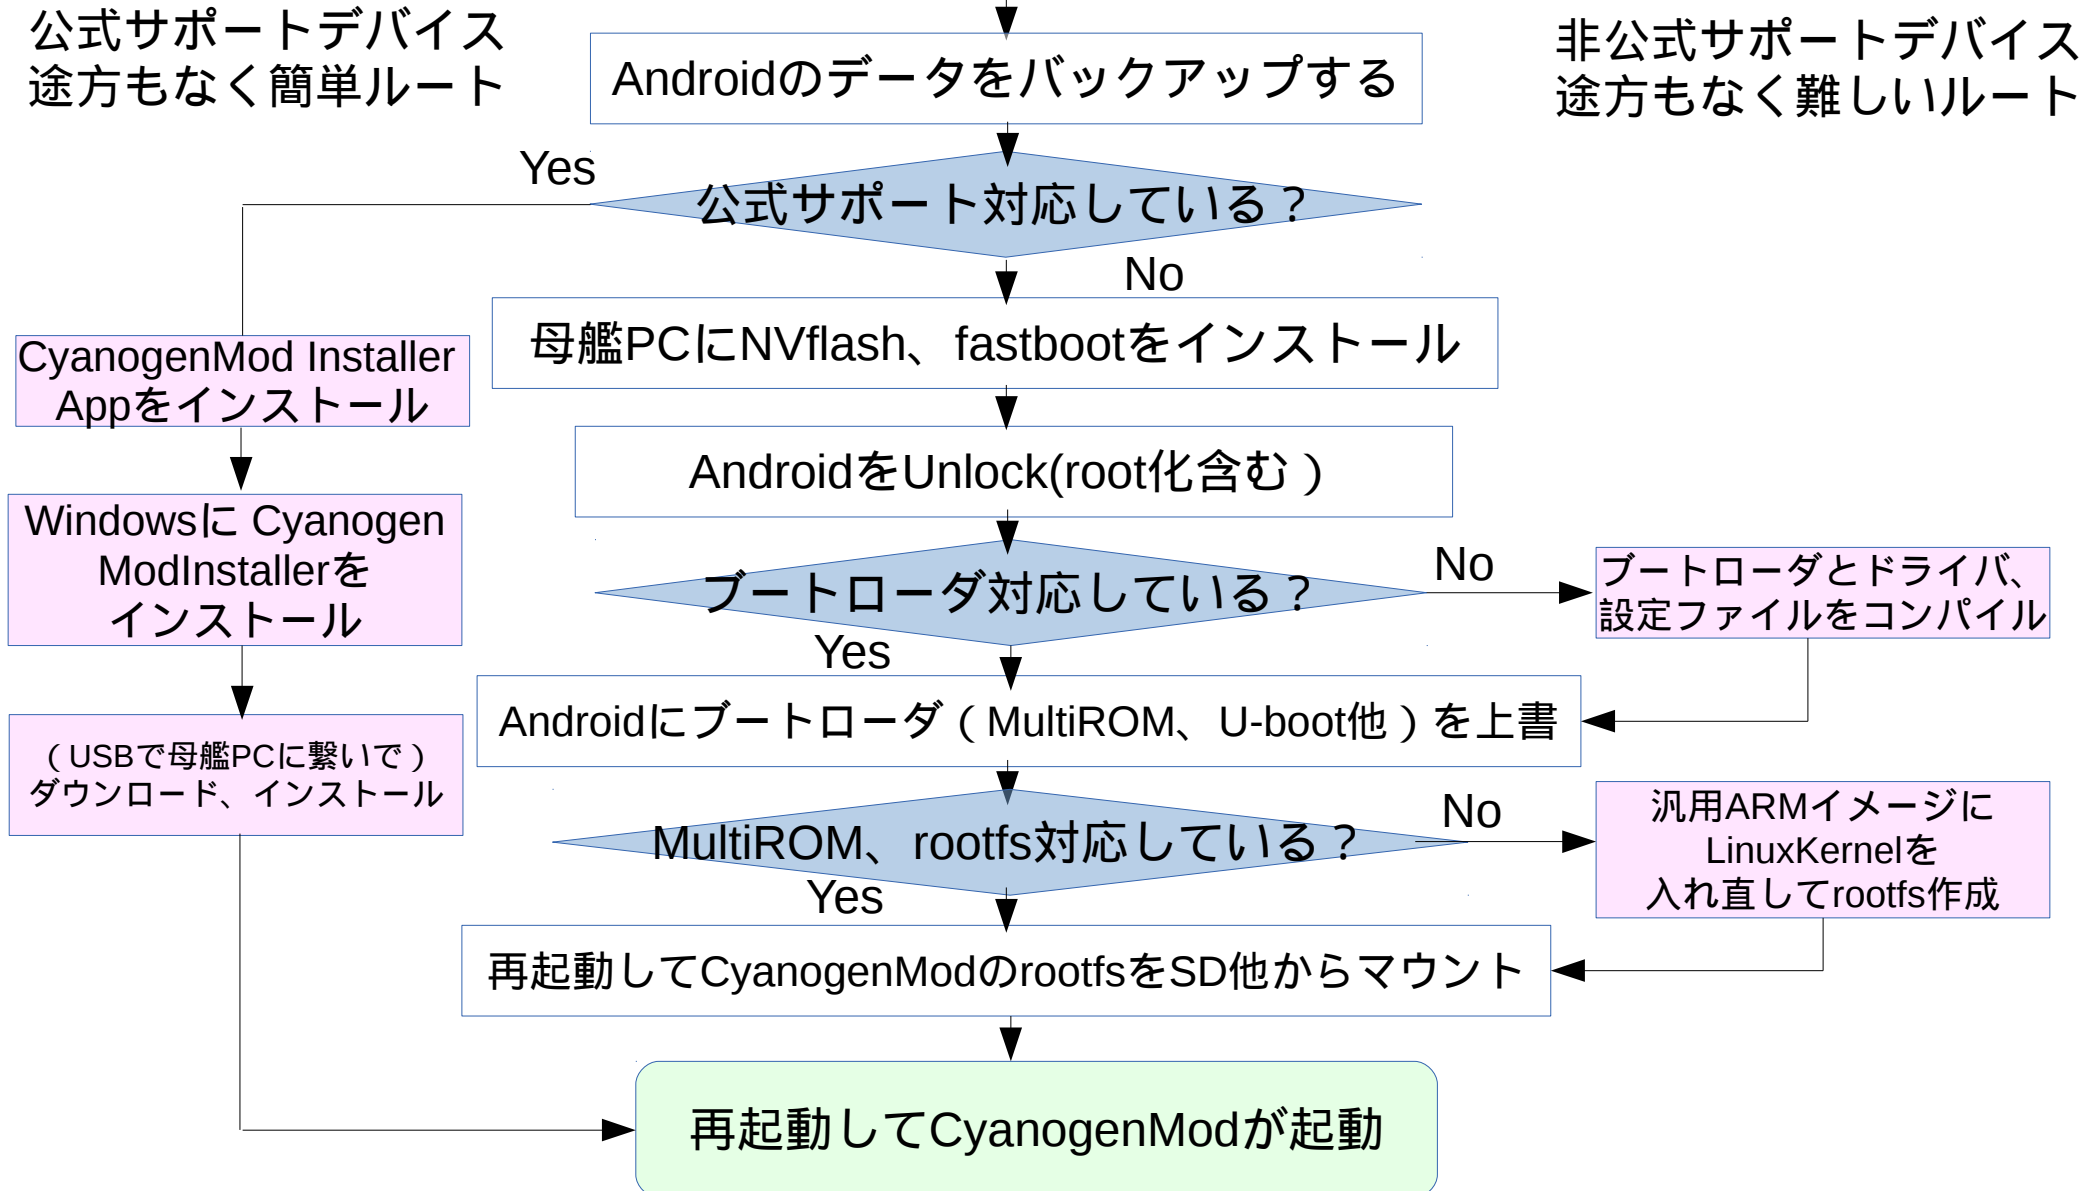 公式サポートデバイス
途方もなく簡単ルート
非公式サポートデバイス
途方もなく難しいルート
Androidのデータをバックアップする
Yes
公式サポート対応している？
No
CyanogenMod Installer
Appをインストール
Windowsに Cyanogen
ModInstallerを
インストール
（USBで母艦PCに繋いで）
ダウンロード、インストール
母艦PCにNVflash、fastbootをインストール
AndroidをUnlock(root化含む）
ブートローダ対応している？
No
ブートローダとドライバ、
設定ファイルをコンパイル
Yes
Androidにブートローダ（MultiROM、U-boot他）を上書
MultiROM、rootfs対応している？
No
汎用ARMイメージに
LinuxKernelを
入れ直してrootfs作成
Yes
再起動してCyanogenModのrootfsをSD他からマウント
再起動してCyanogenModが起動